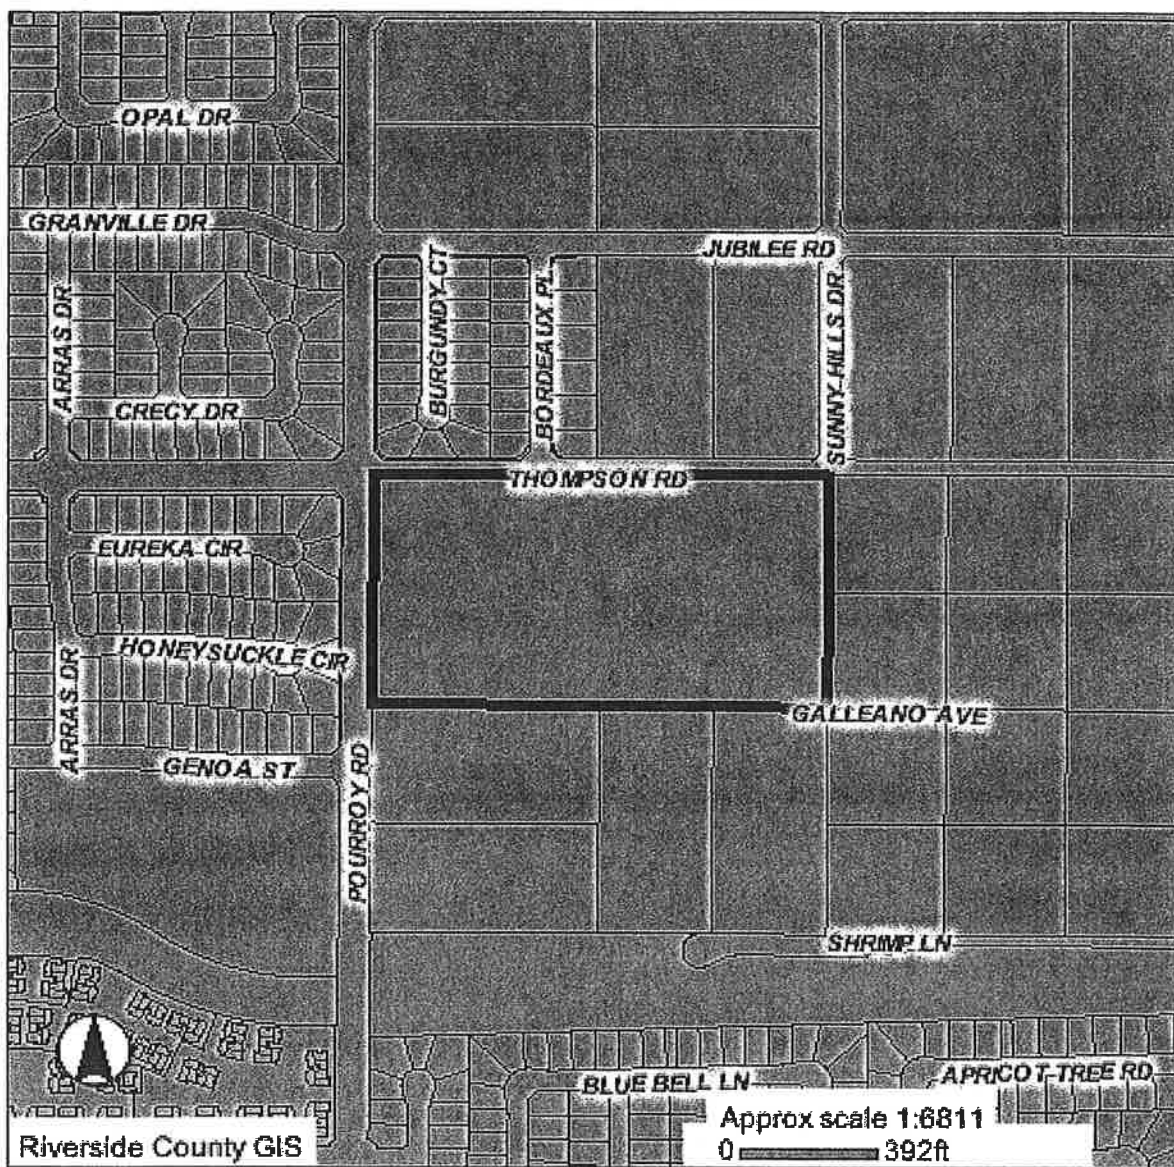 OPAL DR
GRANVILLE DR
JUBILEE RD
BURGUNDY CT
BORDEAUX PL
SUNNY HILLS DR
ARRAS DR
CRECY DR
THOMPSON RD
EUREKA CIR
HONEYSUCKLE CIR
ARRAS DR
GALLEANO AVE
GENOA ST
POURROY RD
SHRIMP LN
BLUE BELL LN
APRICOT TREE RD
Approx scale 1:6811
0 392ft
Riverside County GIS